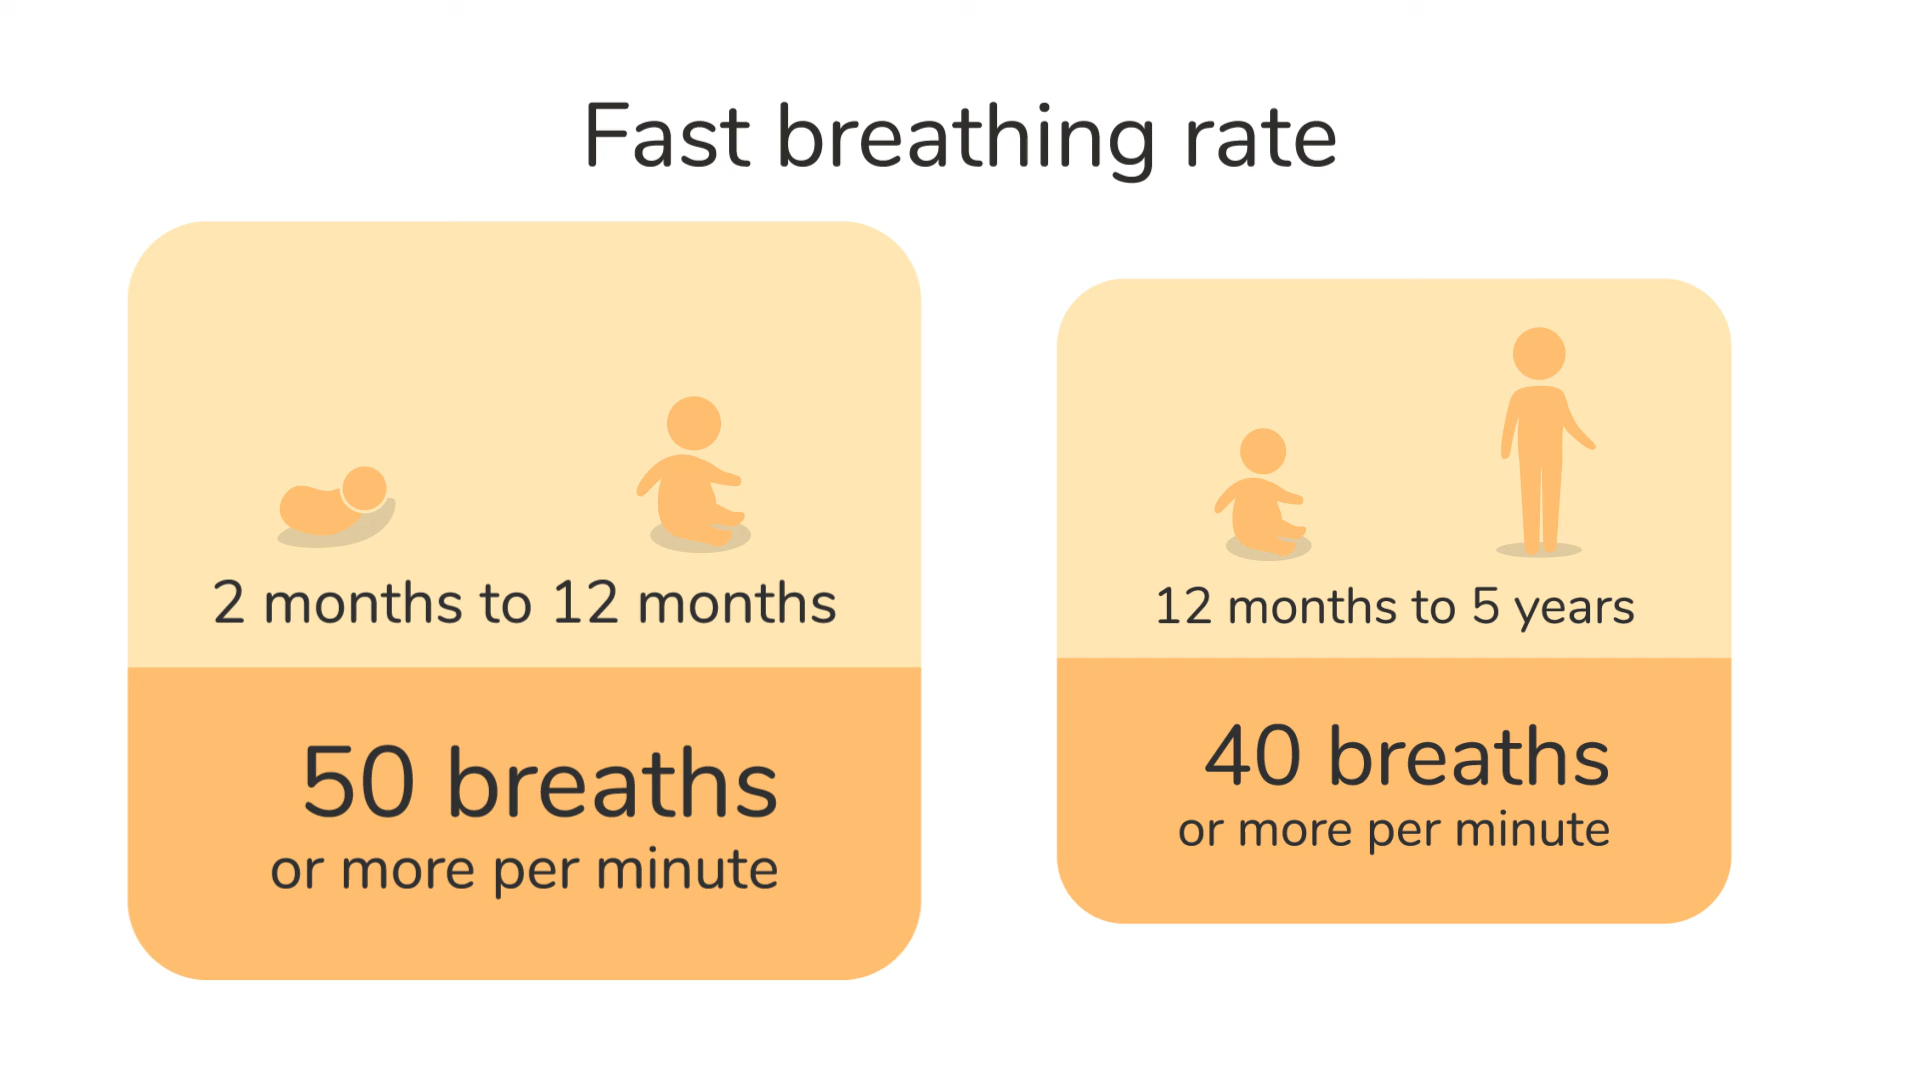 Fast breathing rate
2 months to 12 months
50 breaths
or more per minute
12 months to 5 years
40 breaths
or more per minute